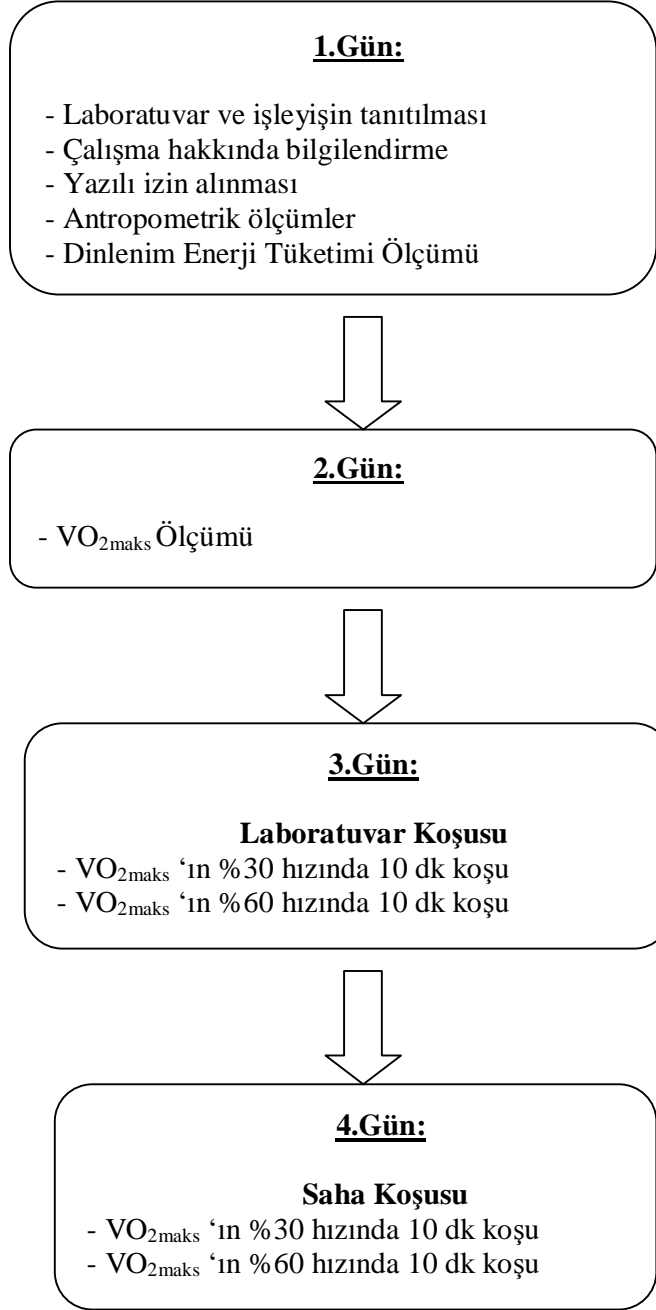 1.Gün:
- Laboratuvar ve işleyişin tanıtılması
- Çalışma hakkında bilgilendirme
- Yazılı izin alınması
- Antropometrik ölçümler
- Dinlenim Enerji Tüketimi Ölçümü
2.Gün:
- VO₂maks Ölçümü
3.Gün:
Laboratuvar Koşusu
- VO₂maks ‘ın %30 hızında 10 dk koşu
- VO₂maks ‘ın %60 hızında 10 dk koşu
4.Gün:
Saha Koşusu
- VO₂maks ‘ın %30 hızında 10 dk koşu
- VO₂maks ‘ın %60 hızında 10 dk koşu